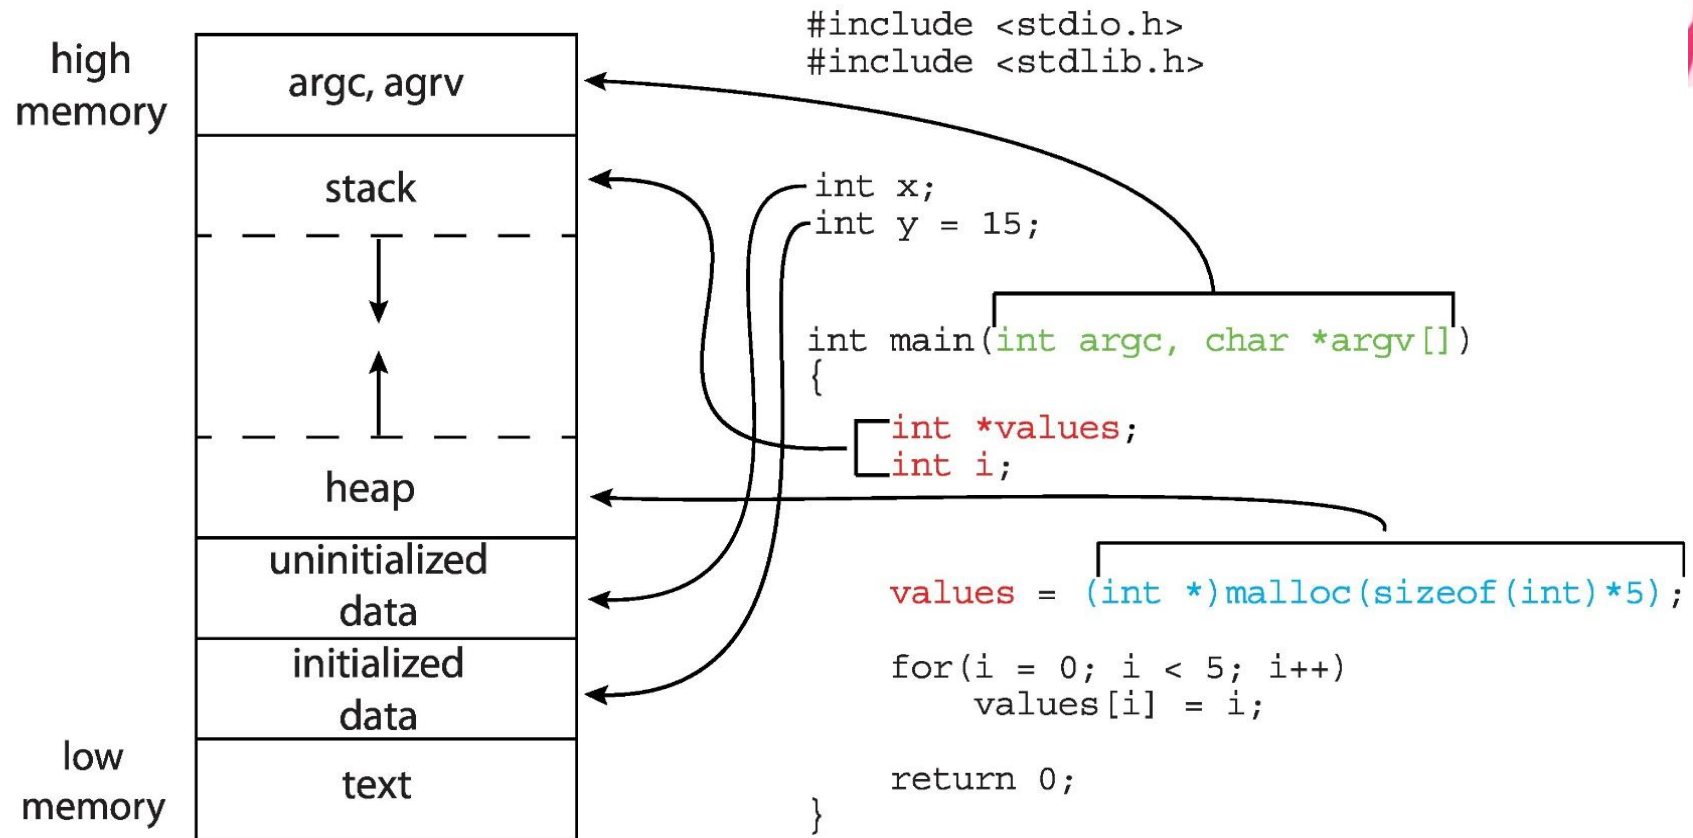 high
memory
argc, agrv
stack
heap
uninitialized
data
initialized
data
low
memory
text
#include <stdio.h>
#include <stdlib.h>
int x;
int y = 15;
int main(int argc, char *argv[])
{
int *values;
int i;
values = (int *)malloc(sizeof(int)*5);
for(i = 0; i < 5; i++)
values[i] = i;
return 0;
}